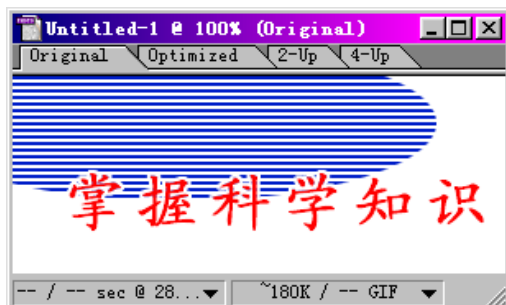 Untitled-1 @ 100% (Original)
Original Optimized 2-Up 4-Up
掌握科学知识
-- / -- sec @ 28... ~180K / -- GIF